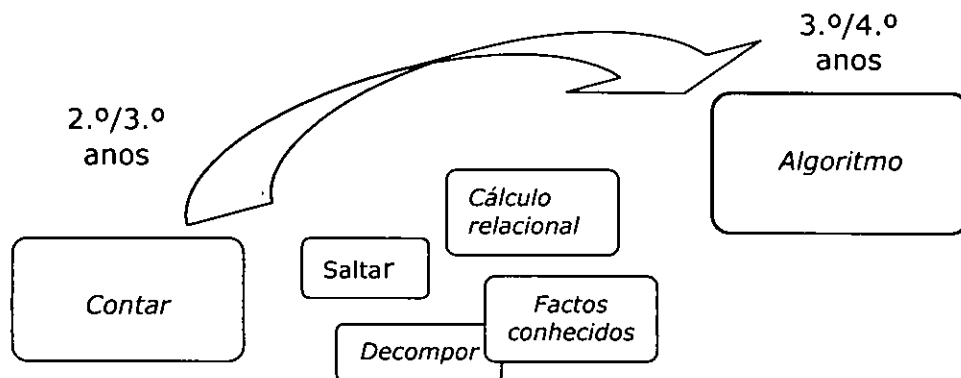 3.º/4.º
anos
2.º/3.º
anos
Algoritmo
Cálculo
relacional
Saltar
Contar
Factos
conhecidos
Decompor